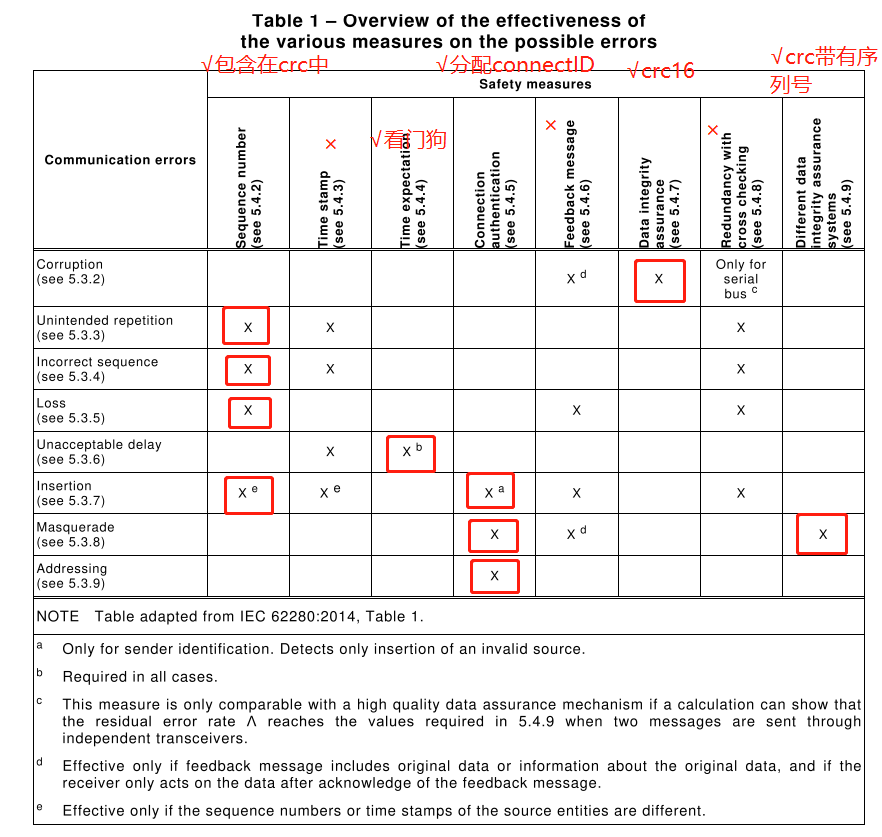 Table 1 – Overview of the effectiveness of
the various measures on the possible errors
√包含在crc中
√分配connectID
√crc16
√crc带有序
列号
Safety measures
Communication errors
Sequence number
(see 5.4.2)
×
Time stamp
(see 5.4.3)
√看门狗
Time expectation
(see 5.4.4)
Connection
authentication
(see 5.4.5)
×
Feedback message
(see 5.4.6)
Data integrity
assurance
(see 5.4.7)
×
Redundancy with
cross checking
(see 5.4.8)
Different data
integrity assurance
systems
(see 5.4.9)
Corruption
(see 5.3.2)
X d
X
Only for
serial
bus c
Unintended repetition
(see 5.3.3)
X
X
X
Incorrect sequence
(see 5.3.4)
X
X
X
Loss
(see 5.3.5)
X
X
X
Unacceptable delay
(see 5.3.6)
X
X b
Insertion
(see 5.3.7)
X e
X e
X a
X
X
Masquerade
(see 5.3.8)
X
X d
X
Addressing
(see 5.3.9)
X
NOTE Table adapted from IEC 62280:2014, Table 1.
a Only for sender identification. Detects only insertion of an invalid source.
b Required in all cases.
c This measure is only comparable with a high quality data assurance mechanism if a calculation can show that
the residual error rate Λ reaches the values required in 5.4.9 when two messages are sent through
independent transceivers.
d Effective only if feedback message includes original data or information about the original data, and if the
receiver only acts on the data after acknowledge of the feedback message.
e Effective only if the sequence numbers or time stamps of the source entities are different.